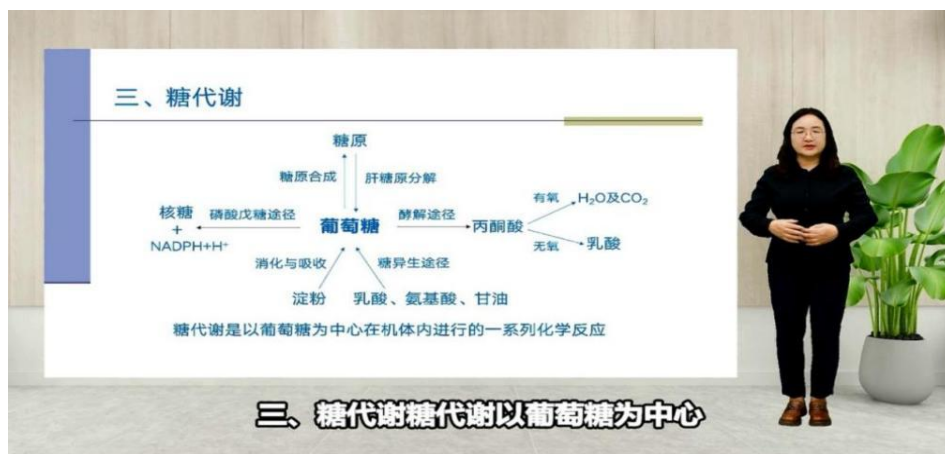 三、糖代谢
糖原
糖原合成 肝糖原分解
有氧 H₂O及CO₂
核糖 磷酸戊糖途径 葡萄糖 酵解途径 丙酮酸
+
NADPH+H⁺ 无氧 乳酸
消化与吸收 糖异生途径
淀粉 乳酸、氨基酸、甘油
糖代谢是以葡萄糖为中心在机体内进行的一系列化学反应
三、糖代谢糖代谢以葡萄糖为中心